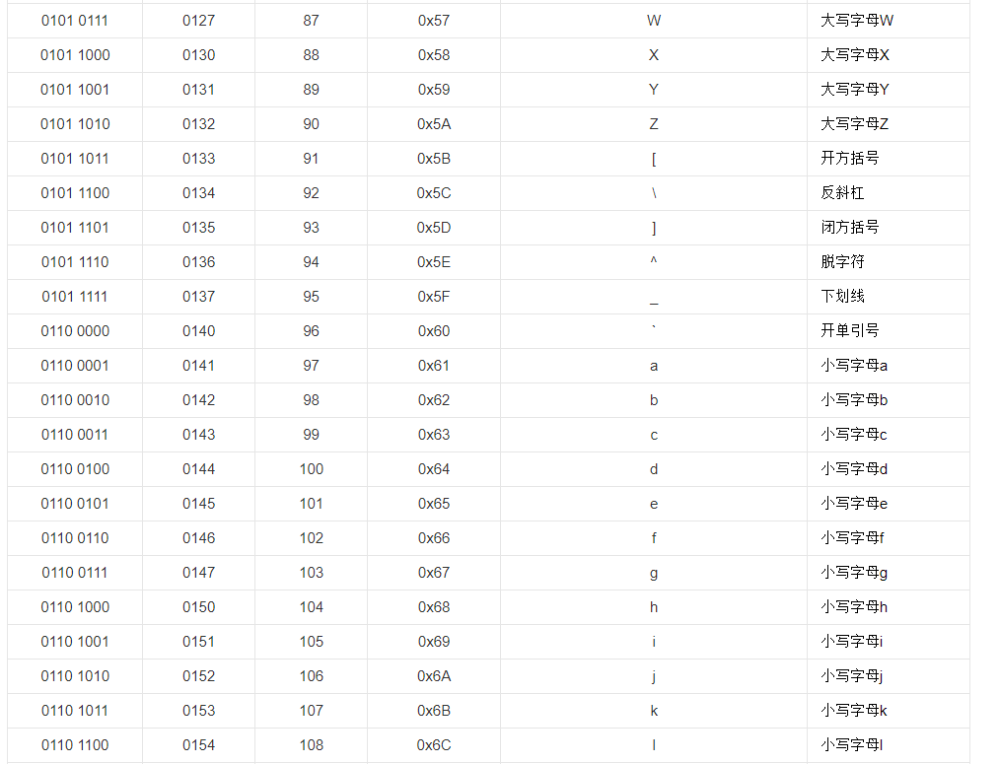 0101 0111 0127 87 0x57 W 大写字母W
0101 1000 0130 88 0x58 X 大写字母X
0101 1001 0131 89 0x59 Y 大写字母Y
0101 1010 0132 90 0x5A Z 大写字母Z
0101 1011 0133 91 0x5B [ 开方括号
0101 1100 0134 92 0x5C \ 反斜杠
0101 1101 0135 93 0x5D ] 闭方括号
0101 1110 0136 94 0x5E ^ 脱字符
0101 1111 0137 95 0x5F _ 下划线
0110 0000 0140 96 0x60 ` 开单引号
0110 0001 0141 97 0x61 a 小写字母a
0110 0010 0142 98 0x62 b 小写字母b
0110 0011 0143 99 0x63 c 小写字母c
0110 0100 0144 100 0x64 d 小写字母d
0110 0101 0145 101 0x65 e 小写字母e
0110 0110 0146 102 0x66 f 小写字母f
0110 0111 0147 103 0x67 g 小写字母g
0110 1000 0150 104 0x68 h 小写字母h
0110 1001 0151 105 0x69 i 小写字母i
0110 1010 0152 106 0x6A j 小写字母j
0110 1011 0153 107 0x6B k 小写字母k
0110 1100 0154 108 0x6C l 小写字母l